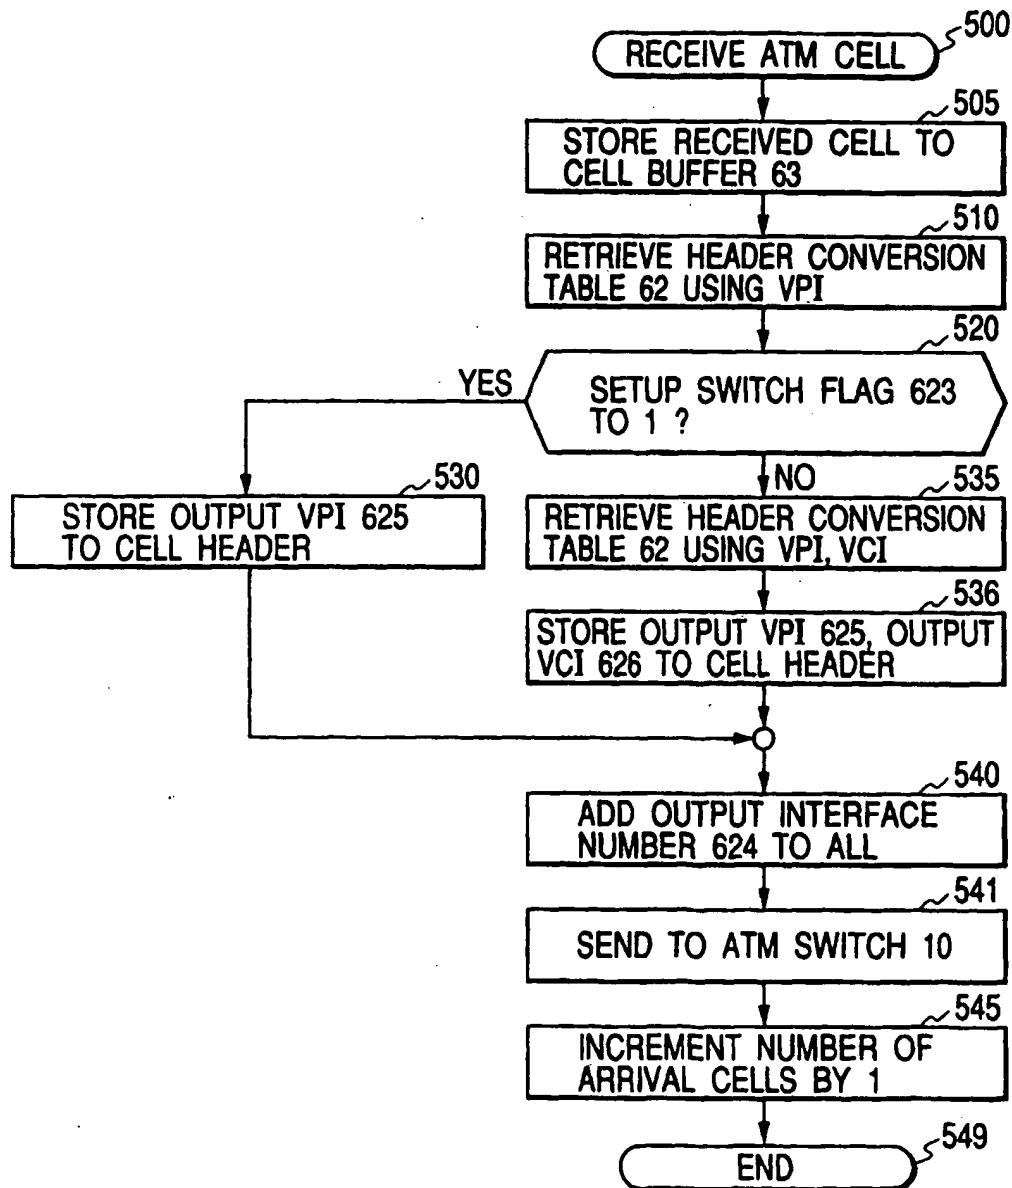 500
RECEIVE ATM CELL
505
STORE RECEIVED CELL TO
CELL BUFFER 63
510
RETRIEVE HEADER CONVERSION
TABLE 62 USING VPI
520
YES
SETUP SWITCH FLAG 623
TO 1 ?
NO
530
STORE OUTPUT VPI 625
TO CELL HEADER
535
RETRIEVE HEADER CONVERSION
TABLE 62 USING VPI, VCI
536
STORE OUTPUT VPI 625, OUTPUT
VCI 626 TO CELL HEADER
540
ADD OUTPUT INTERFACE
NUMBER 624 TO ALL
541
SEND TO ATM SWITCH 10
545
INCREMENT NUMBER OF
ARRIVAL CELLS BY 1
549
END